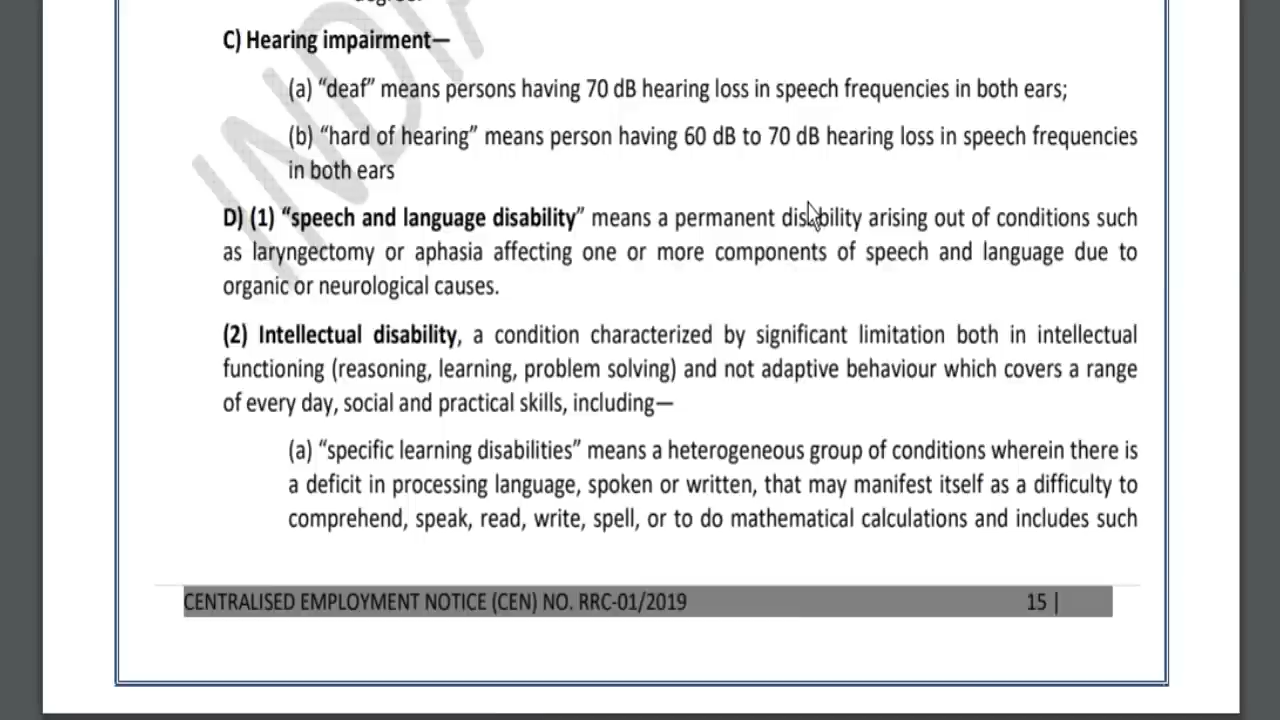 C) Hearing impairment—
(a) “deaf” means persons having 70 dB hearing loss in speech frequencies in both ears;
(b) “hard of hearing” means person having 60 dB to 70 dB hearing loss in speech frequencies
in both ears
D) (1) “speech and language disability” means a permanent disability arising out of conditions such
as laryngectomy or aphasia affecting one or more components of speech and language due to
organic or neurological causes.
(2) Intellectual disability, a condition characterized by significant limitation both in intellectual
functioning (reasoning, learning, problem solving) and not adaptive behaviour which covers a range
of every day, social and practical skills, including—
(a) “specific learning disabilities” means a heterogeneous group of conditions wherein there is
a deficit in processing language, spoken or written, that may manifest itself as a difficulty to
comprehend, speak, read, write, spell, or to do mathematical calculations and includes such
CENTRALISED EMPLOYMENT NOTICE (CEN) NO. RRC-01/2019 15 |